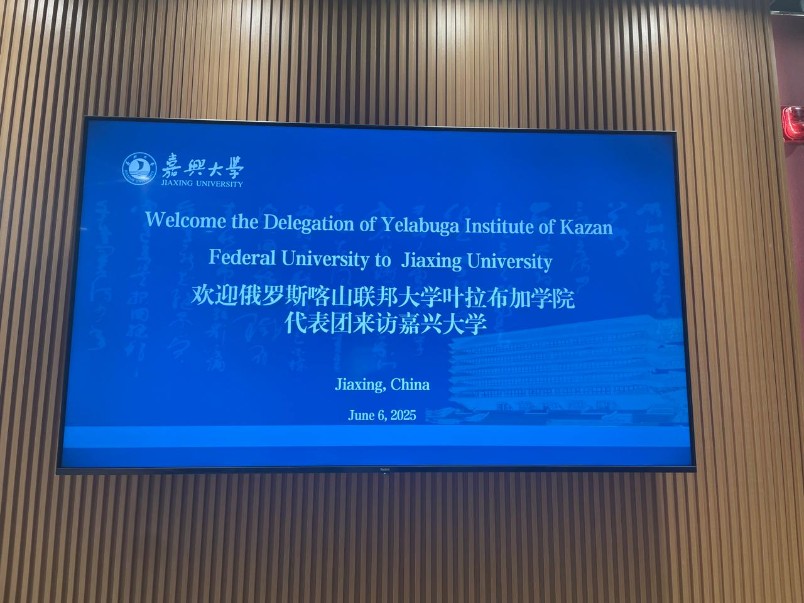 嘉興大學
JIAXING UNIVERSITY
Welcome the Delegation of Yelabuga Institute of Kazan
Federal University to Jiaxing University
欢迎俄罗斯喀山联邦大学叶拉布加学院
代表团来访嘉兴大学
Jiaxing, China
June 6, 2025